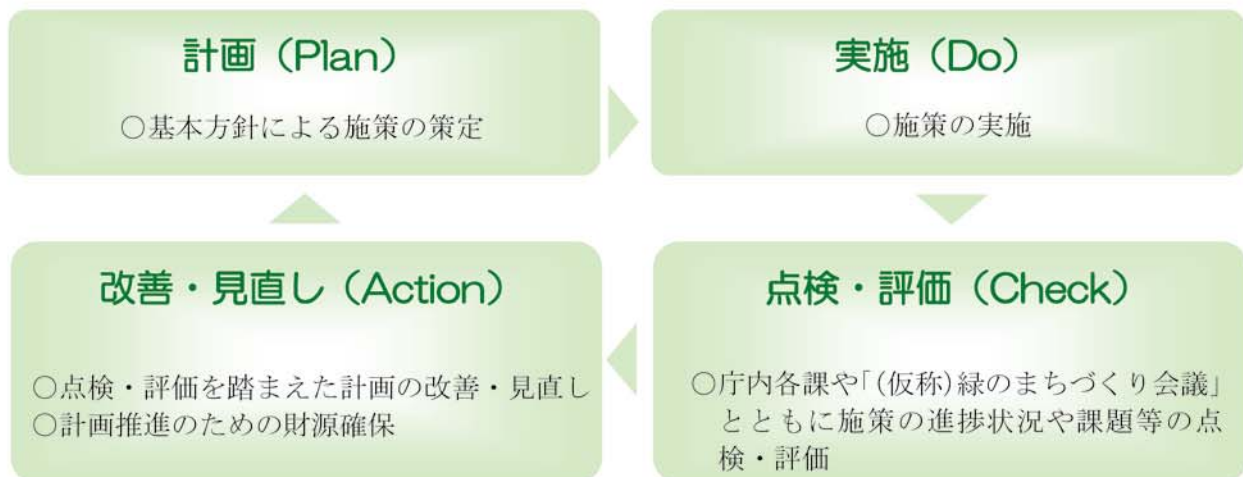 計画（Plan）
○基本方針による施策の策定
実施（Do）
○施策の実施
改善・見直し（Action）
○点検・評価を踏まえた計画の改善・見直し
○計画推進のための財源確保
点検・評価（Check）
○庁内各課や「(仮称)緑のまちづくり会議」
とともに施策の進捗状況や課題等の点
検・評価